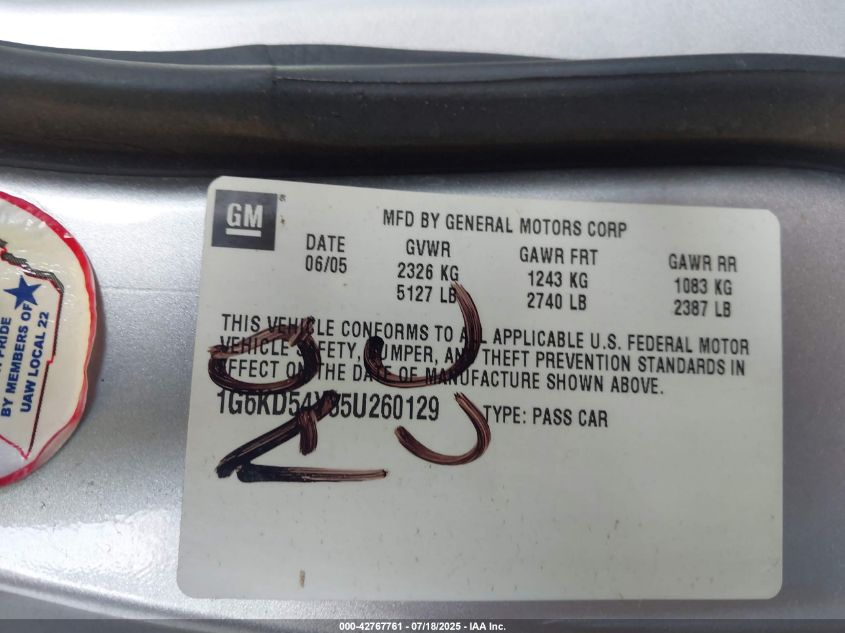 GM
MFD BY GENERAL MOTORS CORP
DATE GVWR GAWR FRT GAWR RR
06/05 2326 KG 1243 KG 1083 KG
5127 LB 2740 LB 2387 LB
THIS VEHICLE CONFORMS TO ALL APPLICABLE U.S. FEDERAL MOTOR
VEHICLE SAFETY, BUMPER, AND THEFT PREVENTION STANDARDS IN
EFFECT ON THE DATE OF MANUFACTURE SHOWN ABOVE.
1G6KD54Y85U260129 TYPE: PASS CAR
PRIDE
BY MEMBERS OF
UAW LOCAL 22
000-42767761 - 07/18/2025 - IAA Inc.